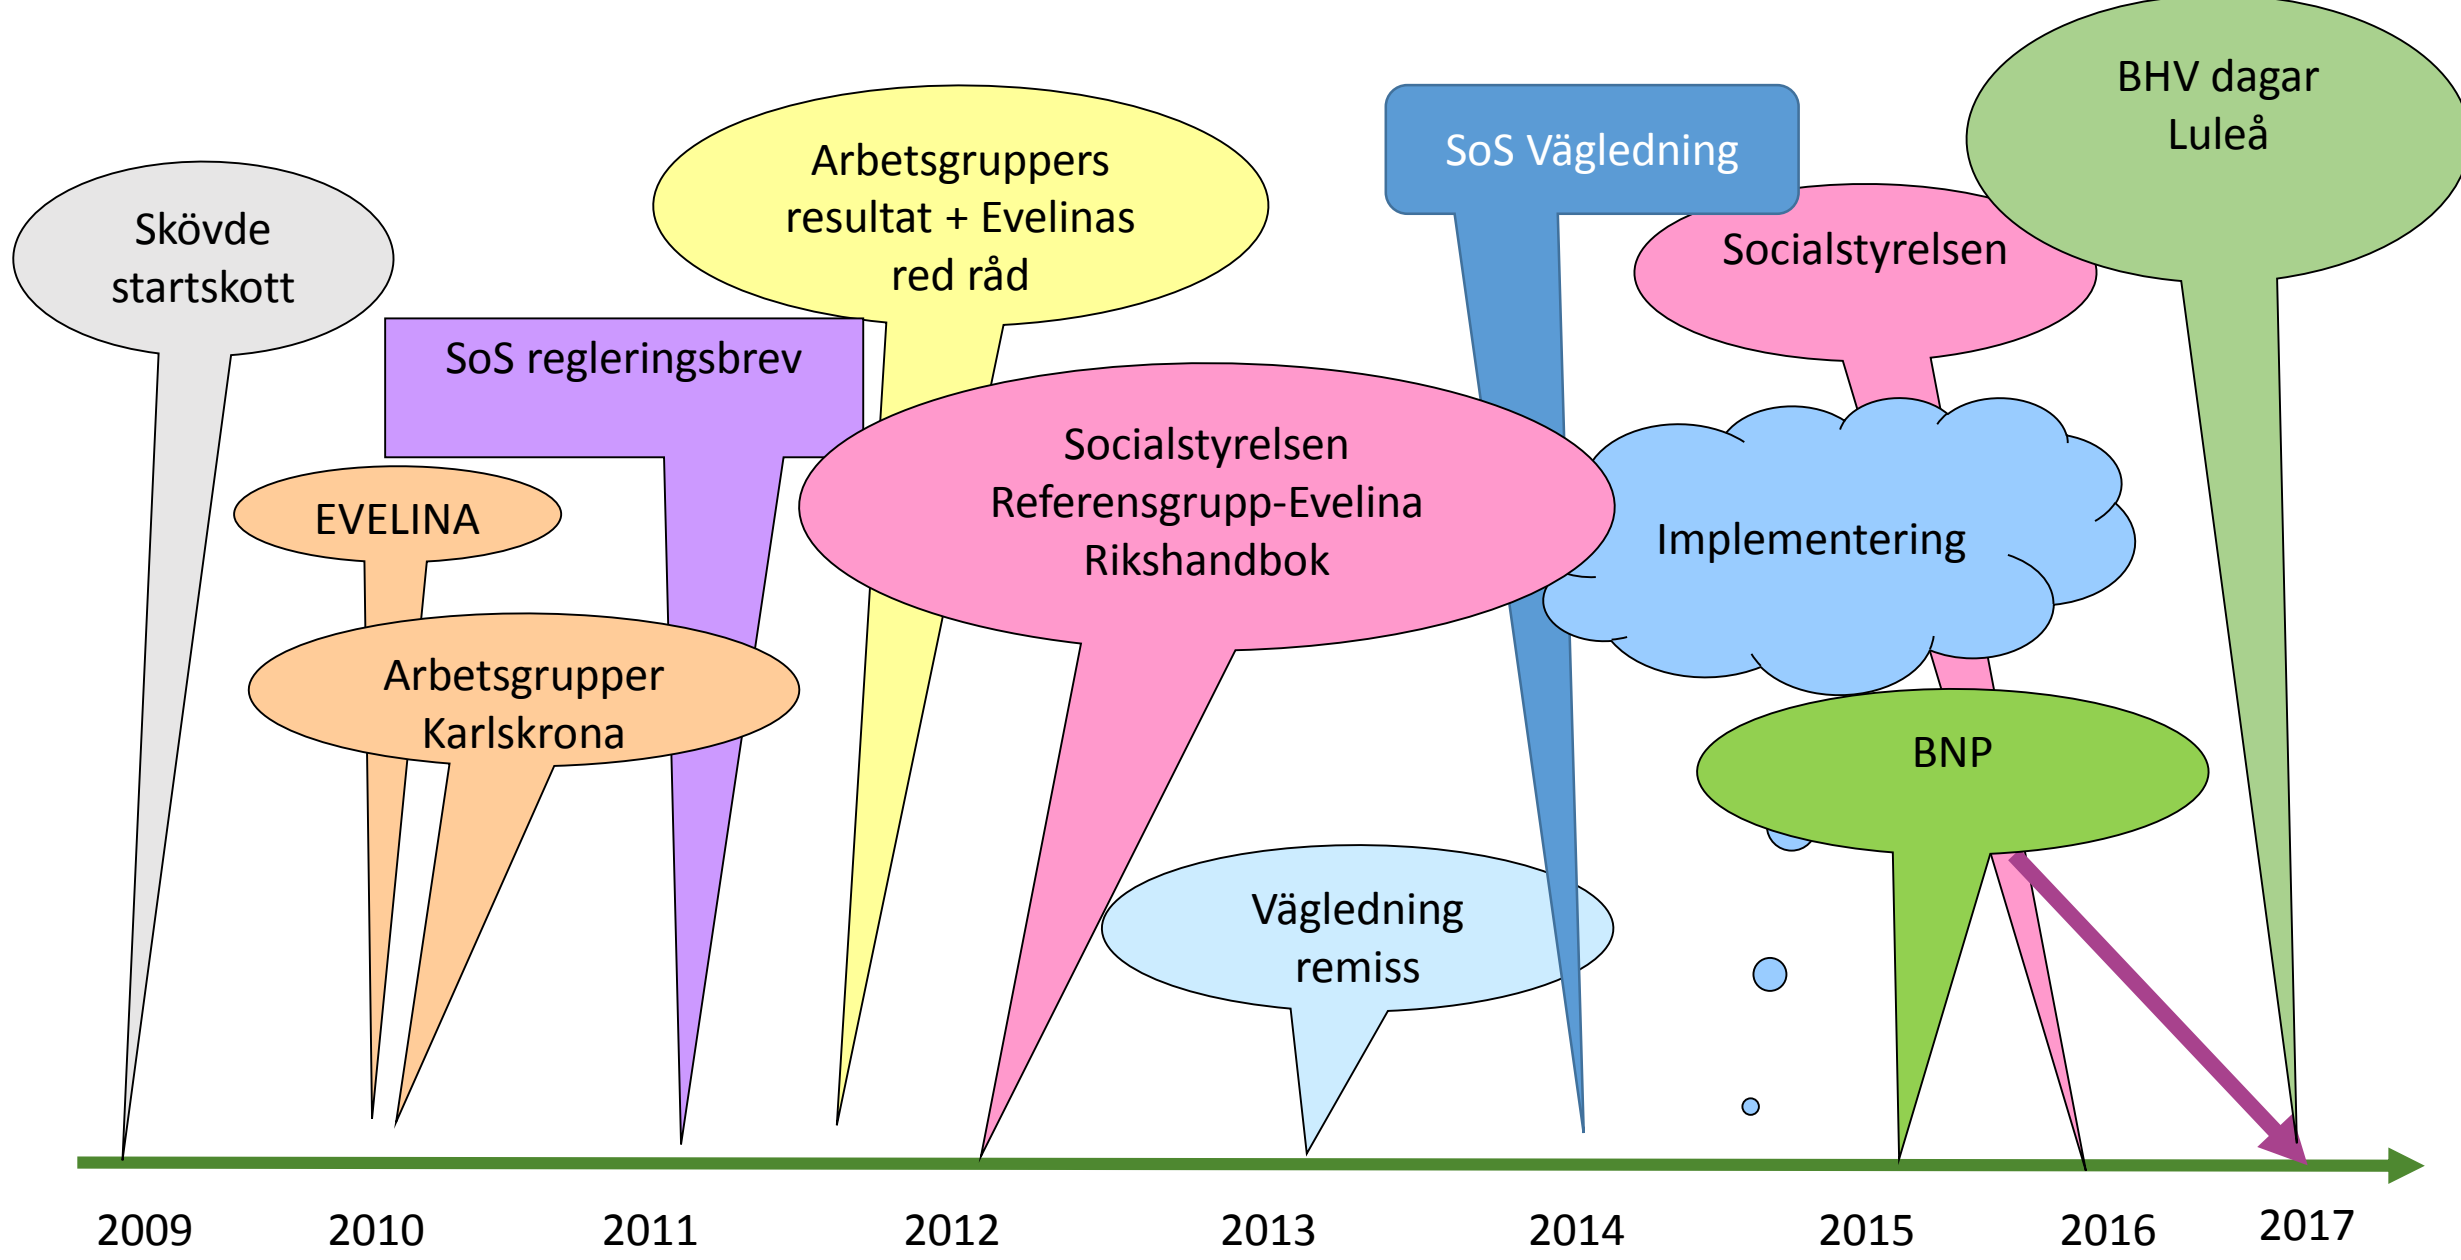 BHV dagar
Luleå
Arbetsgruppers
resultat + Evelinas
red råd
SoS Vägledning
Skövde
startskott
Socialstyrelsen
SoS regleringsbrev
Socialstyrelsen
Referensgrupp-Evelina
Rikshandbok
EVELINA
Implementering
Arbetsgrupper
Karlskrona
BNP
Vägledning
remiss
2009 2010 2011 2012 2013 2014 2015 2016 2017